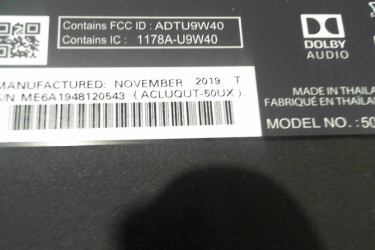 Contains FCC ID : ADTU9W40
Contains IC : 1178A-U9W40
DOLBY
AUDIO
MANUFACTURED: NOVEMBER 2019 T
S/N ME6A1948120543 (ACLUQUT-50UX)
MADE IN THAILA
FABRIQUÉ EN THAÏLA
MODEL NO. :50